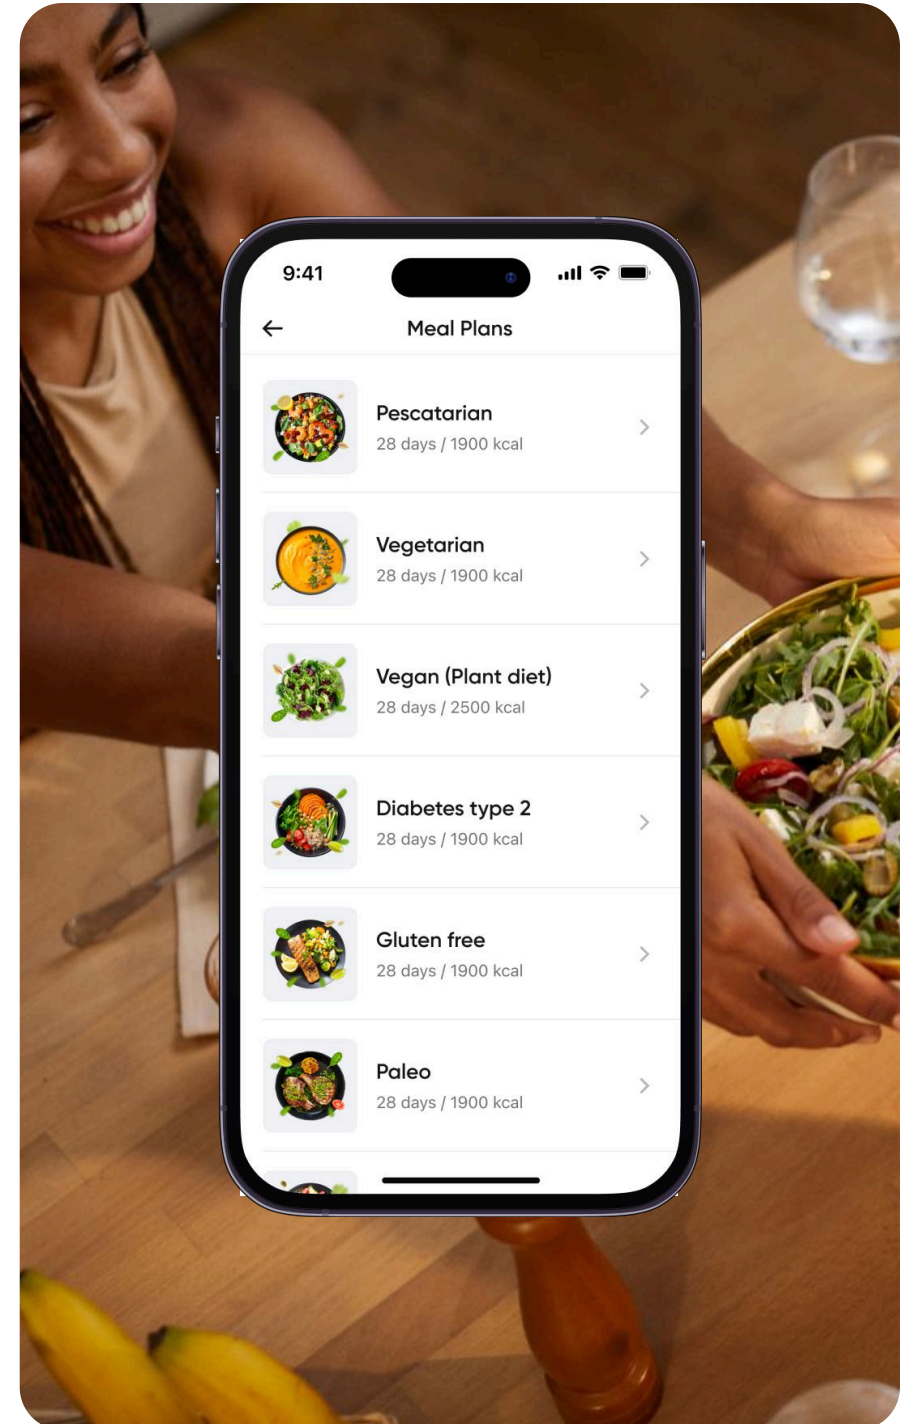 9:41
Meal Plans
Pescatarian
28 days / 1900 kcal
Vegetarian
28 days / 1900 kcal
Vegan (Plant diet)
28 days / 2500 kcal
Diabetes type 2
28 days / 1900 kcal
Gluten free
28 days / 1900 kcal
Paleo
28 days / 1900 kcal